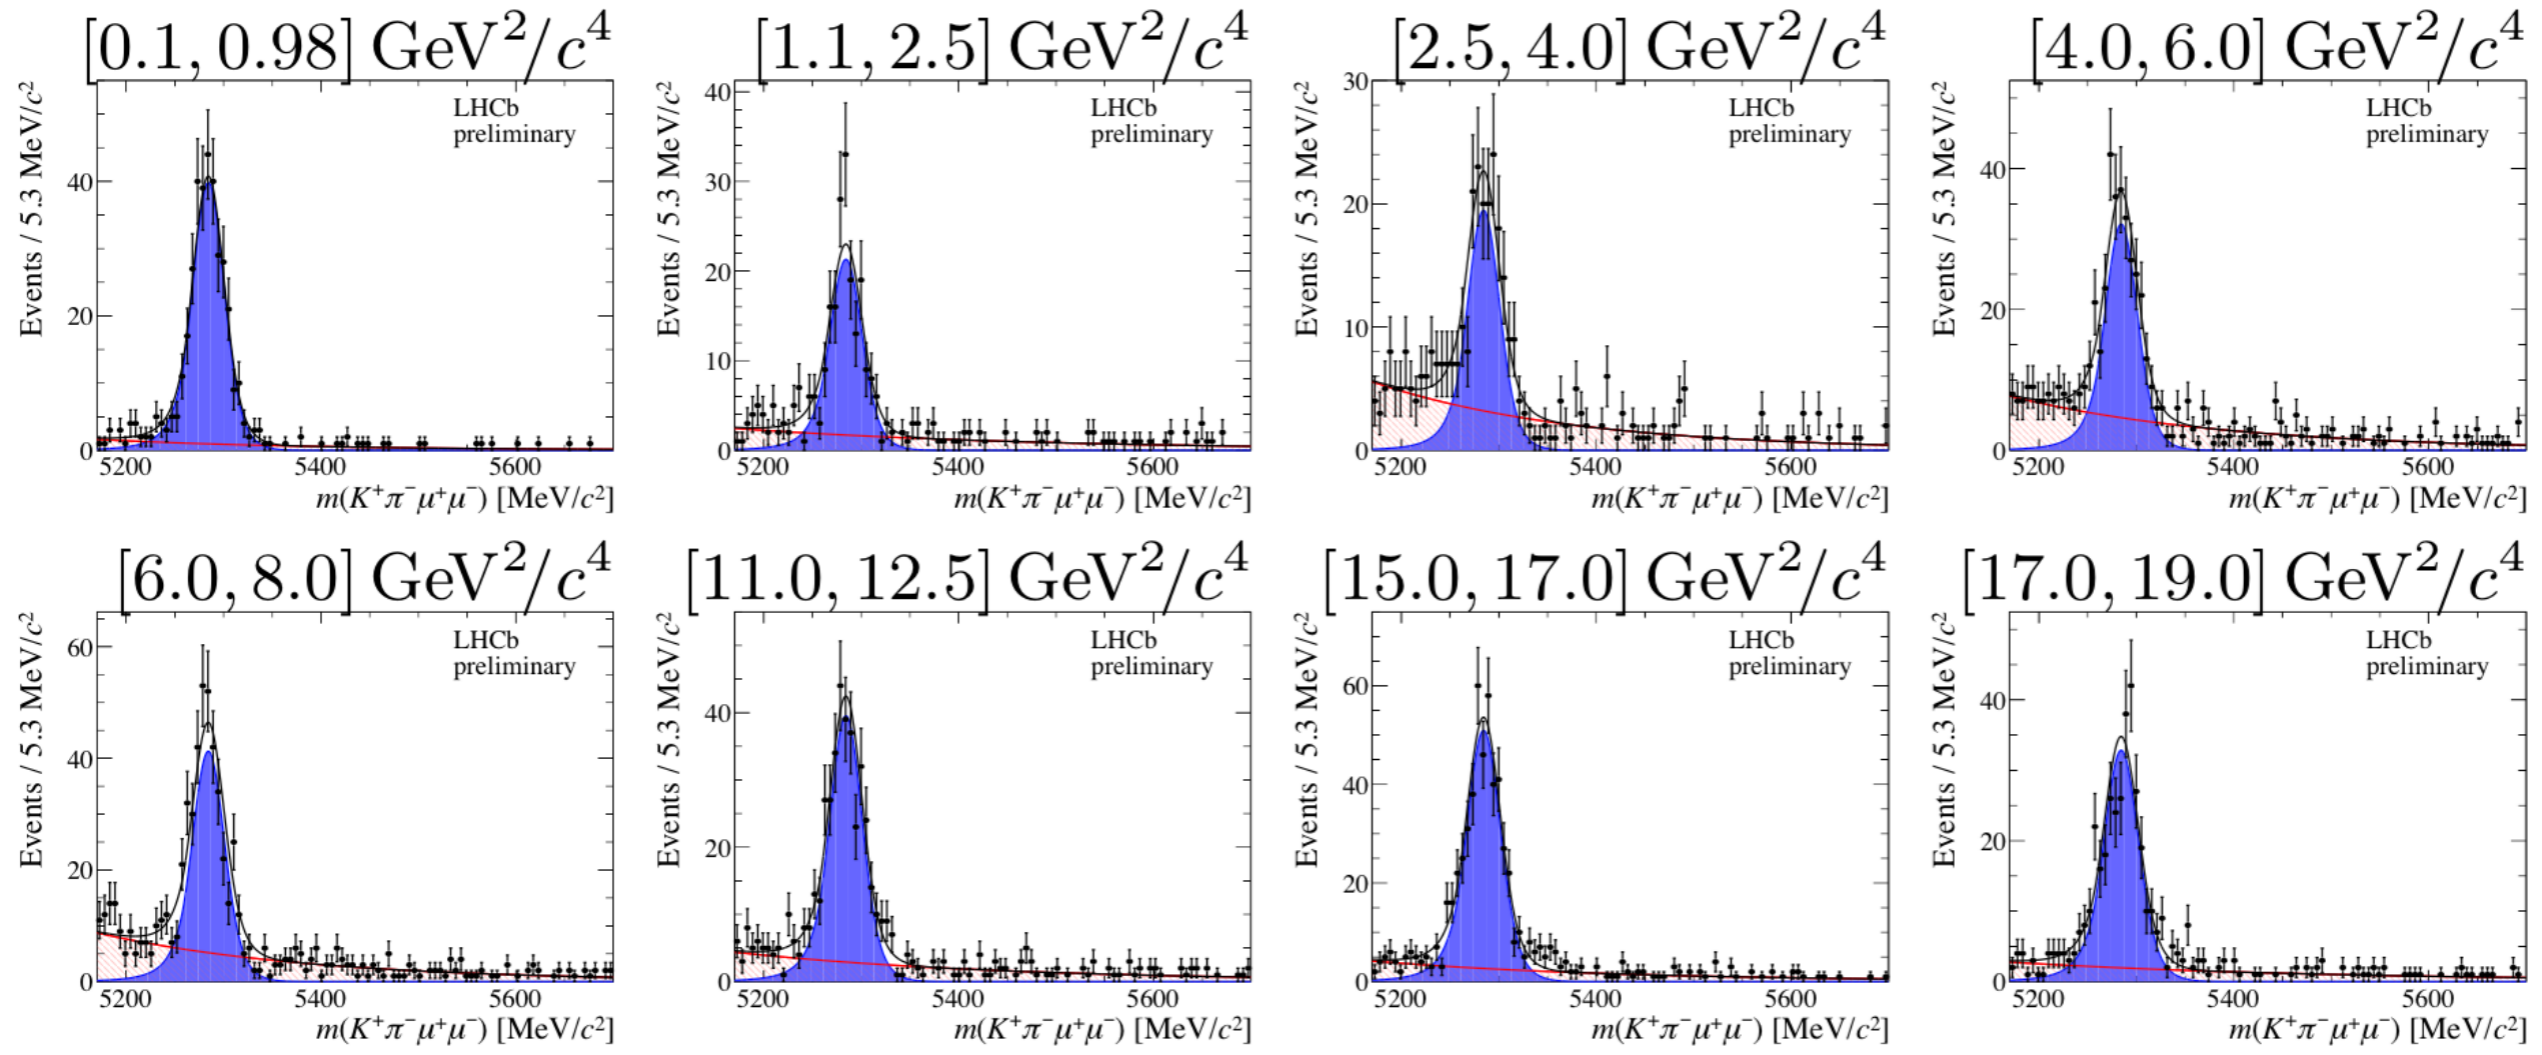 [0.1, 0.98] GeV²/c⁴
Events / 5.3 MeV/c²
LHCb
preliminary
40
20
0
5200 5400 5600
m(K⁺π⁻μ⁺μ⁻) [MeV/c²]
[1.1, 2.5] GeV²/c⁴
Events / 5.3 MeV/c²
LHCb
preliminary
40
30
20
10
0
5200 5400 5600
m(K⁺π⁻μ⁺μ⁻) [MeV/c²]
[2.5, 4.0] GeV²/c⁴
Events / 5.3 MeV/c²
LHCb
preliminary
30
20
10
0
5200 5400 5600
m(K⁺π⁻μ⁺μ⁻) [MeV/c²]
[4.0, 6.0] GeV²/c⁴
Events / 5.3 MeV/c²
LHCb
preliminary
40
20
0
5200 5400 5600
m(K⁺π⁻μ⁺μ⁻) [MeV/c²]
[6.0, 8.0] GeV²/c⁴
Events / 5.3 MeV/c²
LHCb
preliminary
60
40
20
0
5200 5400 5600
m(K⁺π⁻μ⁺μ⁻) [MeV/c²]
[11.0, 12.5] GeV²/c⁴
Events / 5.3 MeV/c²
LHCb
preliminary
40
20
0
5200 5400 5600
m(K⁺π⁻μ⁺μ⁻) [MeV/c²]
[15.0, 17.0] GeV²/c⁴
Events / 5.3 MeV/c²
LHCb
preliminary
60
40
20
0
5200 5400 5600
m(K⁺π⁻μ⁺μ⁻) [MeV/c²]
[17.0, 19.0] GeV²/c⁴
Events / 5.3 MeV/c²
LHCb
preliminary
40
20
0
5200 5400 5600
m(K⁺π⁻μ⁺μ⁻) [MeV/c²]